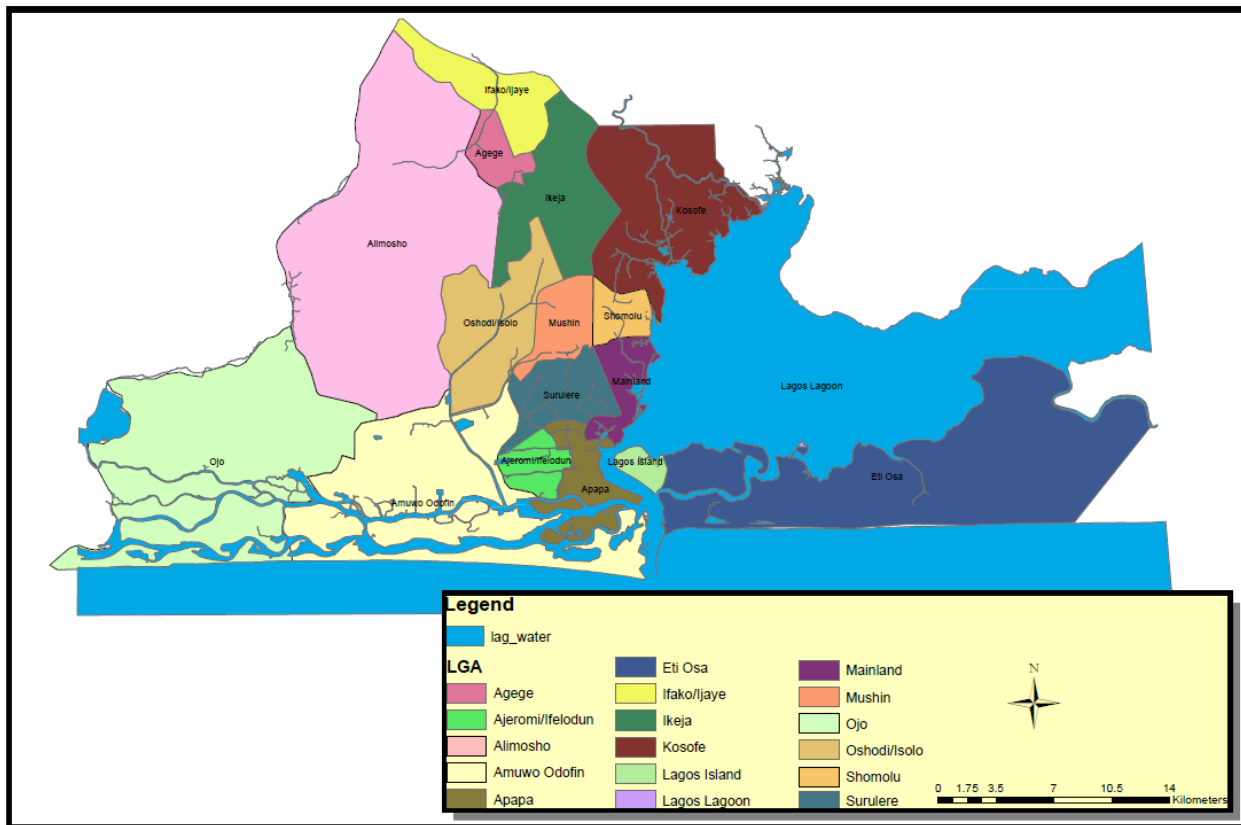 Ifako/Ijaye
Agege
Ikeja
Kosofe
Alimosho
Oshodi/Isolo
Mushin
Shomolu
Mainland
Surulere
Lagos Lagoon
Ojo
Ajeromi/Ifelodun
Lagos Island
Eti Osa
Apapa
Amuwo Odofin
Legend
lag_water
LGA
Agege
Ajeromi/Ifelodun
Alimosho
Amuwo Odofin
Apapa
Eti Osa
Ifako/Ijaye
Ikeja
Kosofe
Lagos Island
Lagos Lagoon
Mainland
Mushin
Ojo
Oshodi/Isolo
Shomolu
Surulere
N
0 1.75 3.5 7 10.5 14
Kilometers